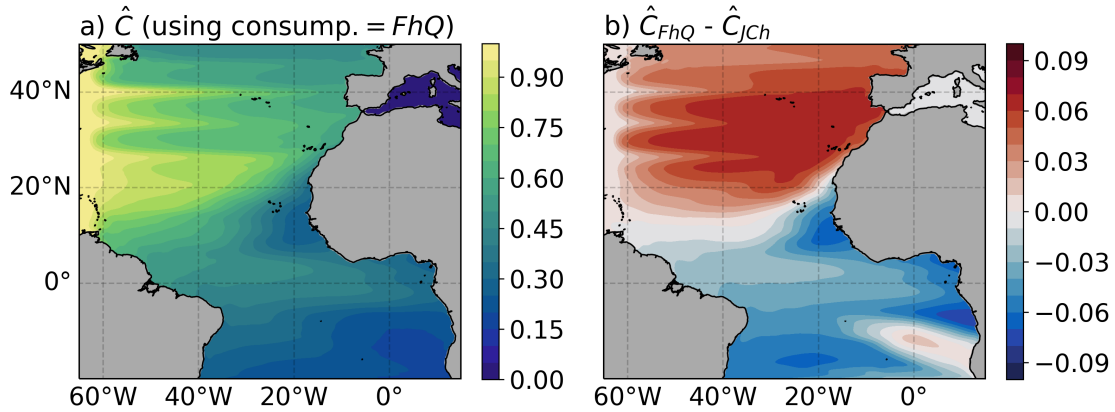 a) Ĉ (using consump. = FhQ)
b) Ĉ_FhQ - Ĉ_JCh
40°N
20°N
0°
60°W 40°W 20°W 0°
0.90
0.75
0.60
0.45
0.30
0.15
0.00
60°W 40°W 20°W 0°
0.09
0.06
0.03
0.00
−0.03
−0.06
−0.09